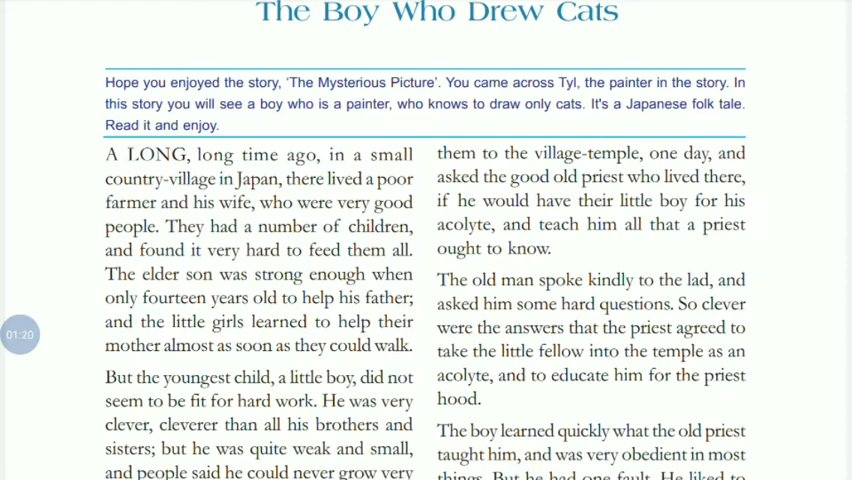 The Boy Who Drew Cats
Hope you enjoyed the story, 'The Mysterious Picture'. You came across Tyl, the painter in the story. In
this story you will see a boy who is a painter, who knows to draw only cats. It's a Japanese folk tale.
Read it and enjoy.
A LONG, long time ago, in a small
country-village in Japan, there lived a poor
farmer and his wife, who were very good
people. They had a number of children,
and found it very hard to feed them all.
The elder son was strong enough when
only fourteen years old to help his father;
and the little girls learned to help their
mother almost as soon as they could walk.
But the youngest child, a little boy, did not
seem to be fit for hard work. He was very
clever, cleverer than all his brothers and
sisters; but he was quite weak and small,
and people said he could never grow very
them to the village-temple, one day, and
asked the good old priest who lived there,
if he would have their little boy for his
acolyte, and teach him all that a priest
ought to know.
The old man spoke kindly to the lad, and
asked him some hard questions. So clever
were the answers that the priest agreed to
take the little fellow into the temple as an
acolyte, and to educate him for the priest
hood.
The boy learned quickly what the old priest
taught him, and was very obedient in most
things. But he had one fault. He liked to
01:20